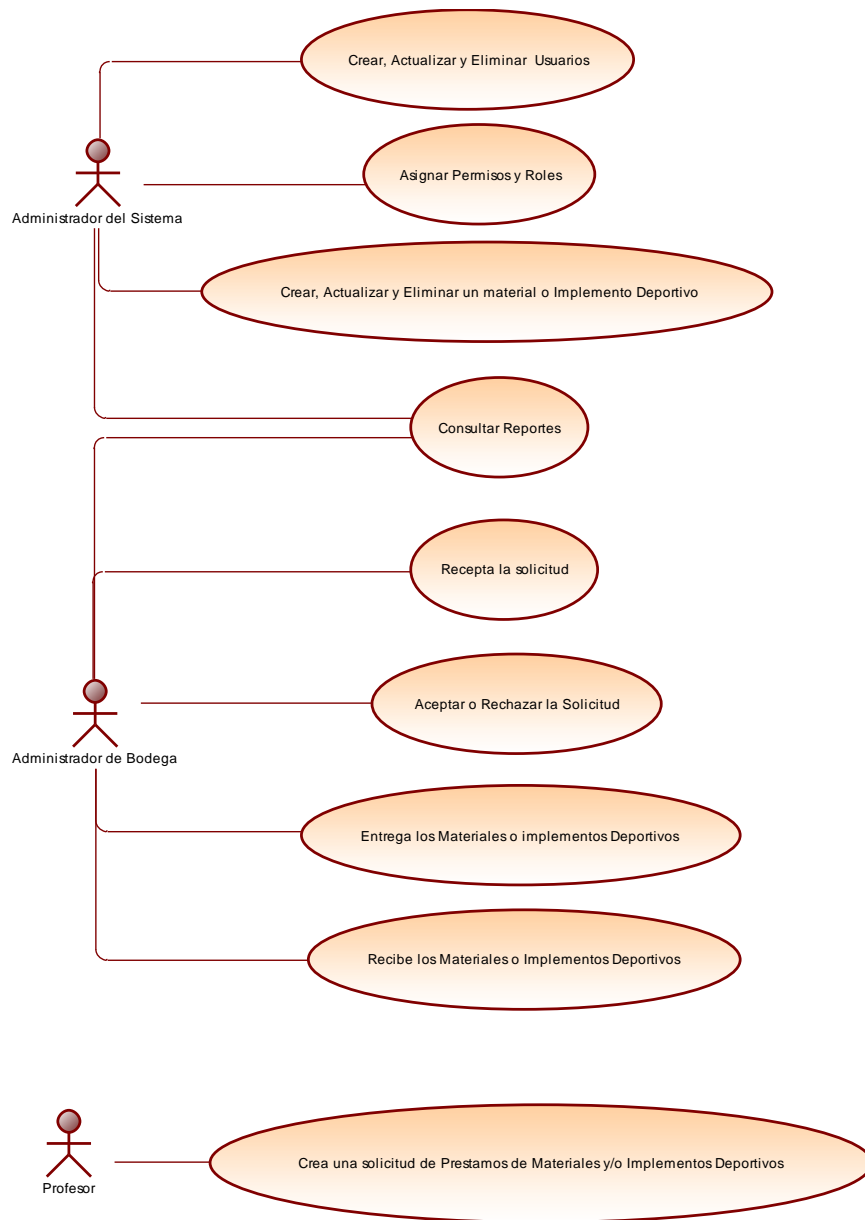 Crear, Actualizar y Eliminar Usuarios
Asignar Permisos y Roles
Administrador del Sistema
Crear, Actualizar y Eliminar un material o Implemento Deportivo
Consultar Reportes
Recepta la solicitud
Aceptar o Rechazar la Solicitud
Administrador de Bodega
Entrega los Materiales o implementos Deportivos
Recibe los Materiales o Implementos Deportivos
Crea una solicitud de Prestamos de Materiales y/o Implementos Deportivos
Profesor